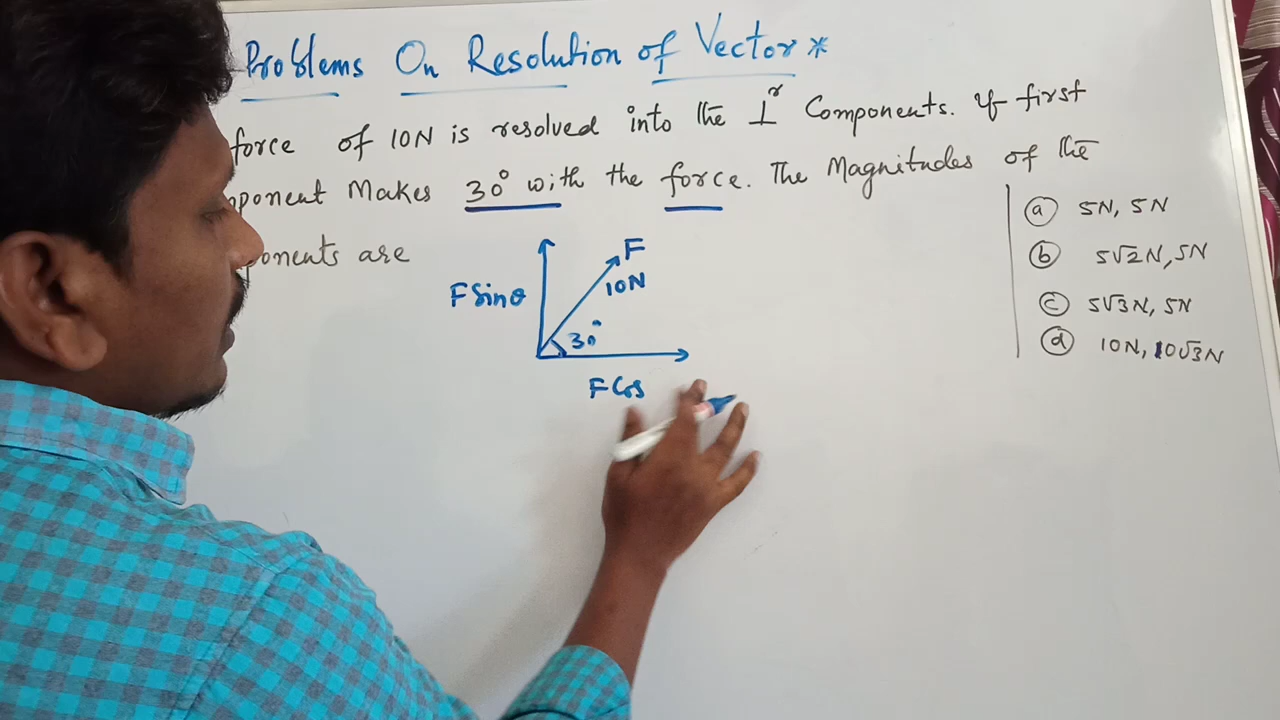 Problems On Resolution of Vector *
force of 10N is resolved into the ⊥r Components. If first
ponent Makes 30° with the force. The Magnitudes of the
ponents are
F
10N
F Sinθ
30°
F Cos
ⓐ 5N, 5N
ⓑ 5√2N, 5N
ⓒ 5√3N, 5N
ⓓ 10N, 10√3N